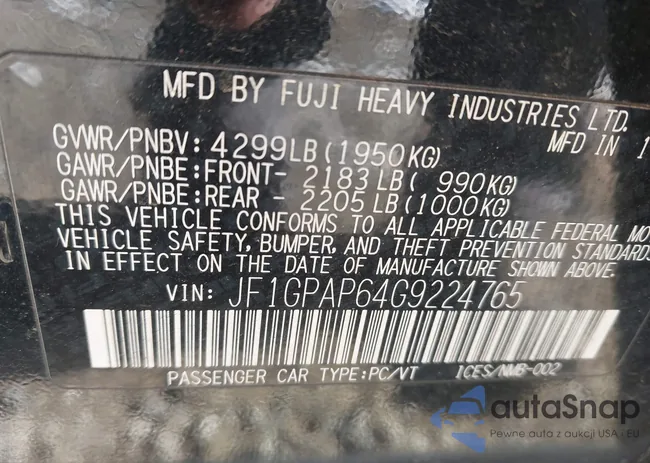 MFD BY FUJI HEAVY INDUSTRIES LTD.
MFD IN 1
GVWR/PNBV: 4299LB(1950KG)
GAWR/PNBE:FRONT- 2183 LB( 990KG)
GAWR/PNBE:REAR - 2205 LB(1000KG)
THIS VEHICLE CONFORMS TO ALL APPLICABLE FEDERAL MO
VEHICLE SAFETY, BUMPER, AND THEFT PREVENTION STANDARDS
IN EFFECT ON THE DATE OF MANUFACTURE SHOWN ABOVE.
VIN: JF1GPAP64G9224765
PASSENGER CAR TYPE:PC/VT ICES/NMB-002
autaSnap
Pewne auta z aukcji USA - EU